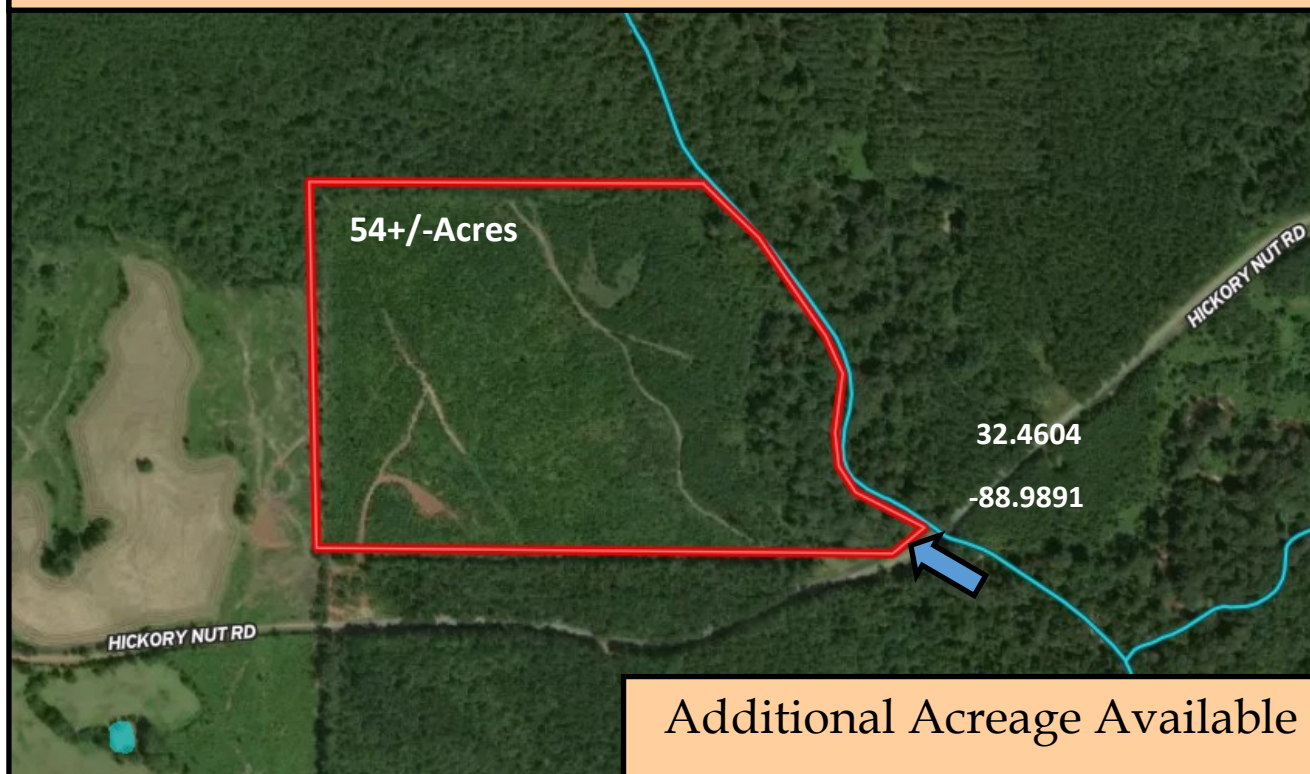 54+/-Acres
HICKORY NUT RD
32.4604
-88.9891
HICKORY NUT RD
Additional Acreage Available